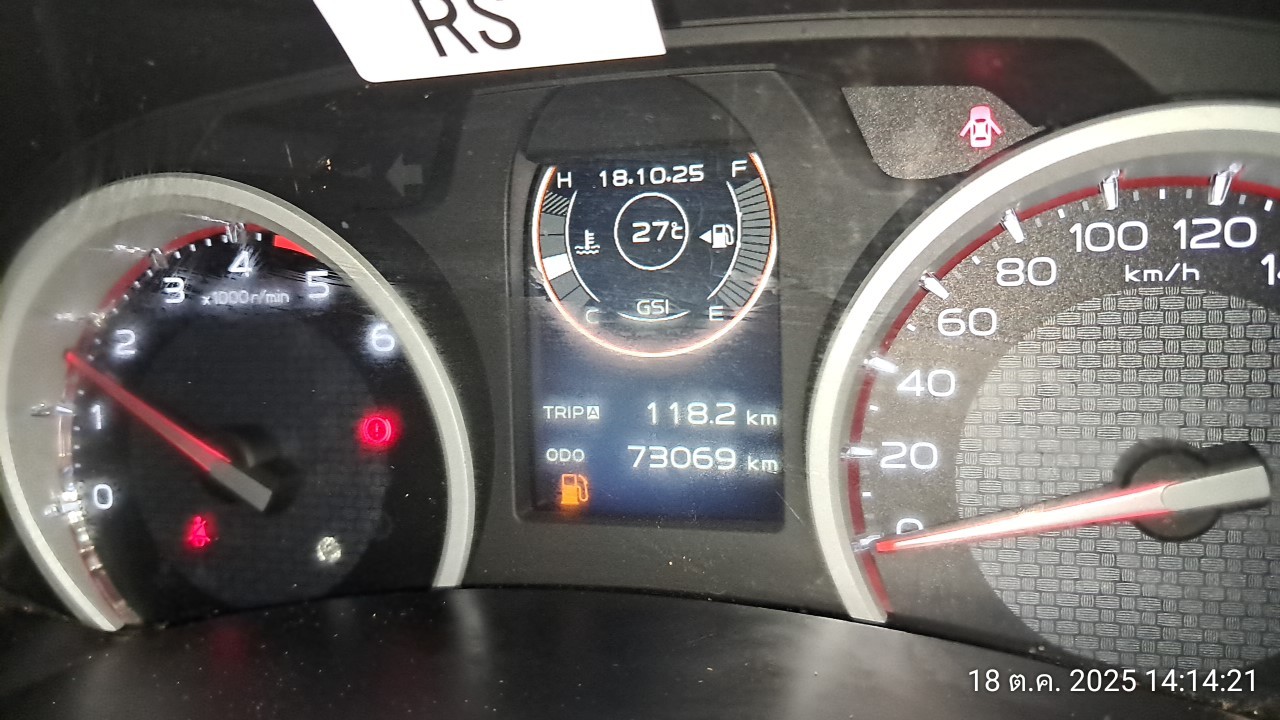 RS
18.10.25
H F
27°C
C GSI E
TRIP A 118.2 km
ODO 73069 km
0 1 2 3 4 5 6
x1000r/min
0 20 40 60 80 100 120
km/h
18 ต.ค. 2025 14:14:21